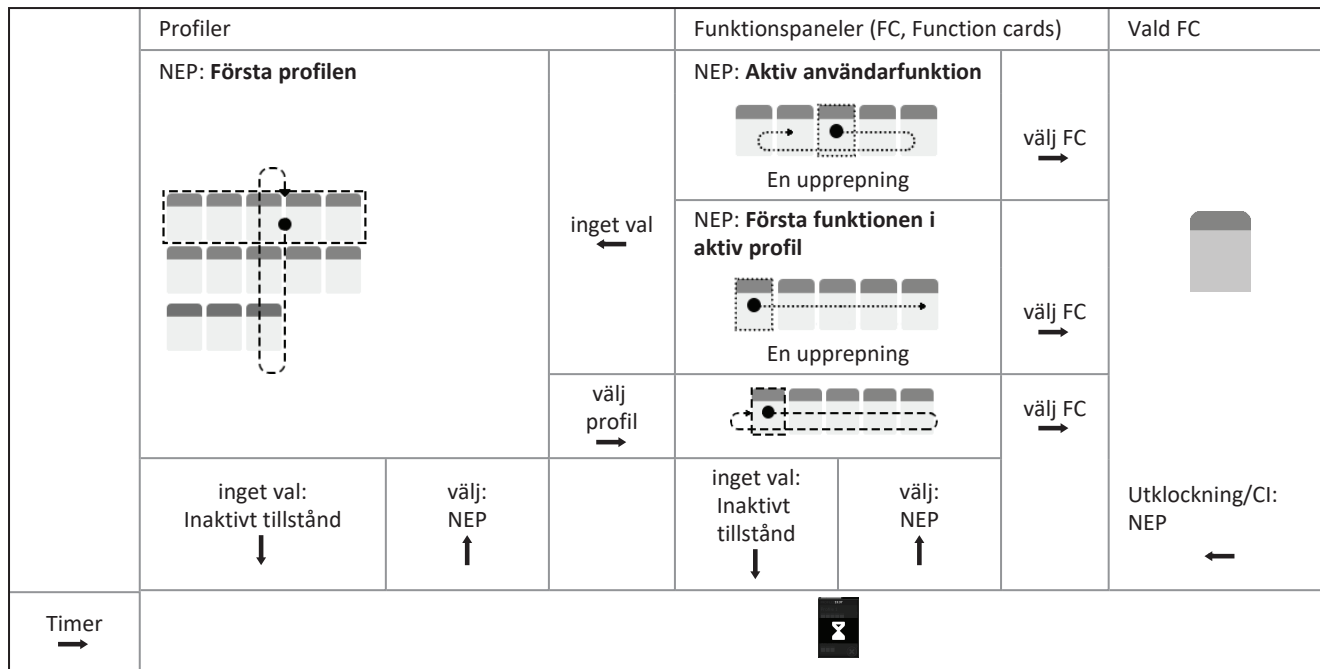 Profiler
Funktionspaneler (FC, Function cards)
Vald FC
NEP: Första profilen
inget val
NEP: Aktiv användarfunktion
En upprepning
välj FC
NEP: Första funktionen i
aktiv profil
En upprepning
välj FC
välj
profil
välj FC
inget val:
Inaktivt tillstånd
välj:
NEP
inget val:
Inaktivt
tillstånd
välj:
NEP
Utklockning/CI:
NEP
Timer